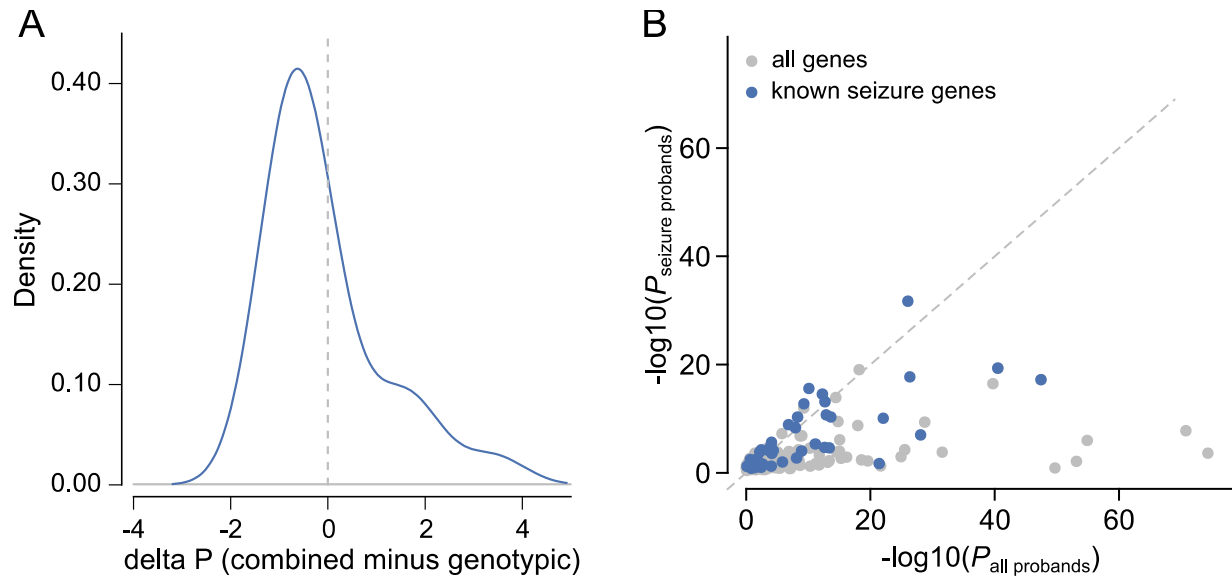 A
0.40
0.30
0.20
0.10
0.00
Density
-4
-2
0
2
4
delta P (combined minus genotypic)
B
all genes
known seizure genes
60
40
20
0
-log10(Pseizure probands)
0
20
40
60
-log10(Pall probands)